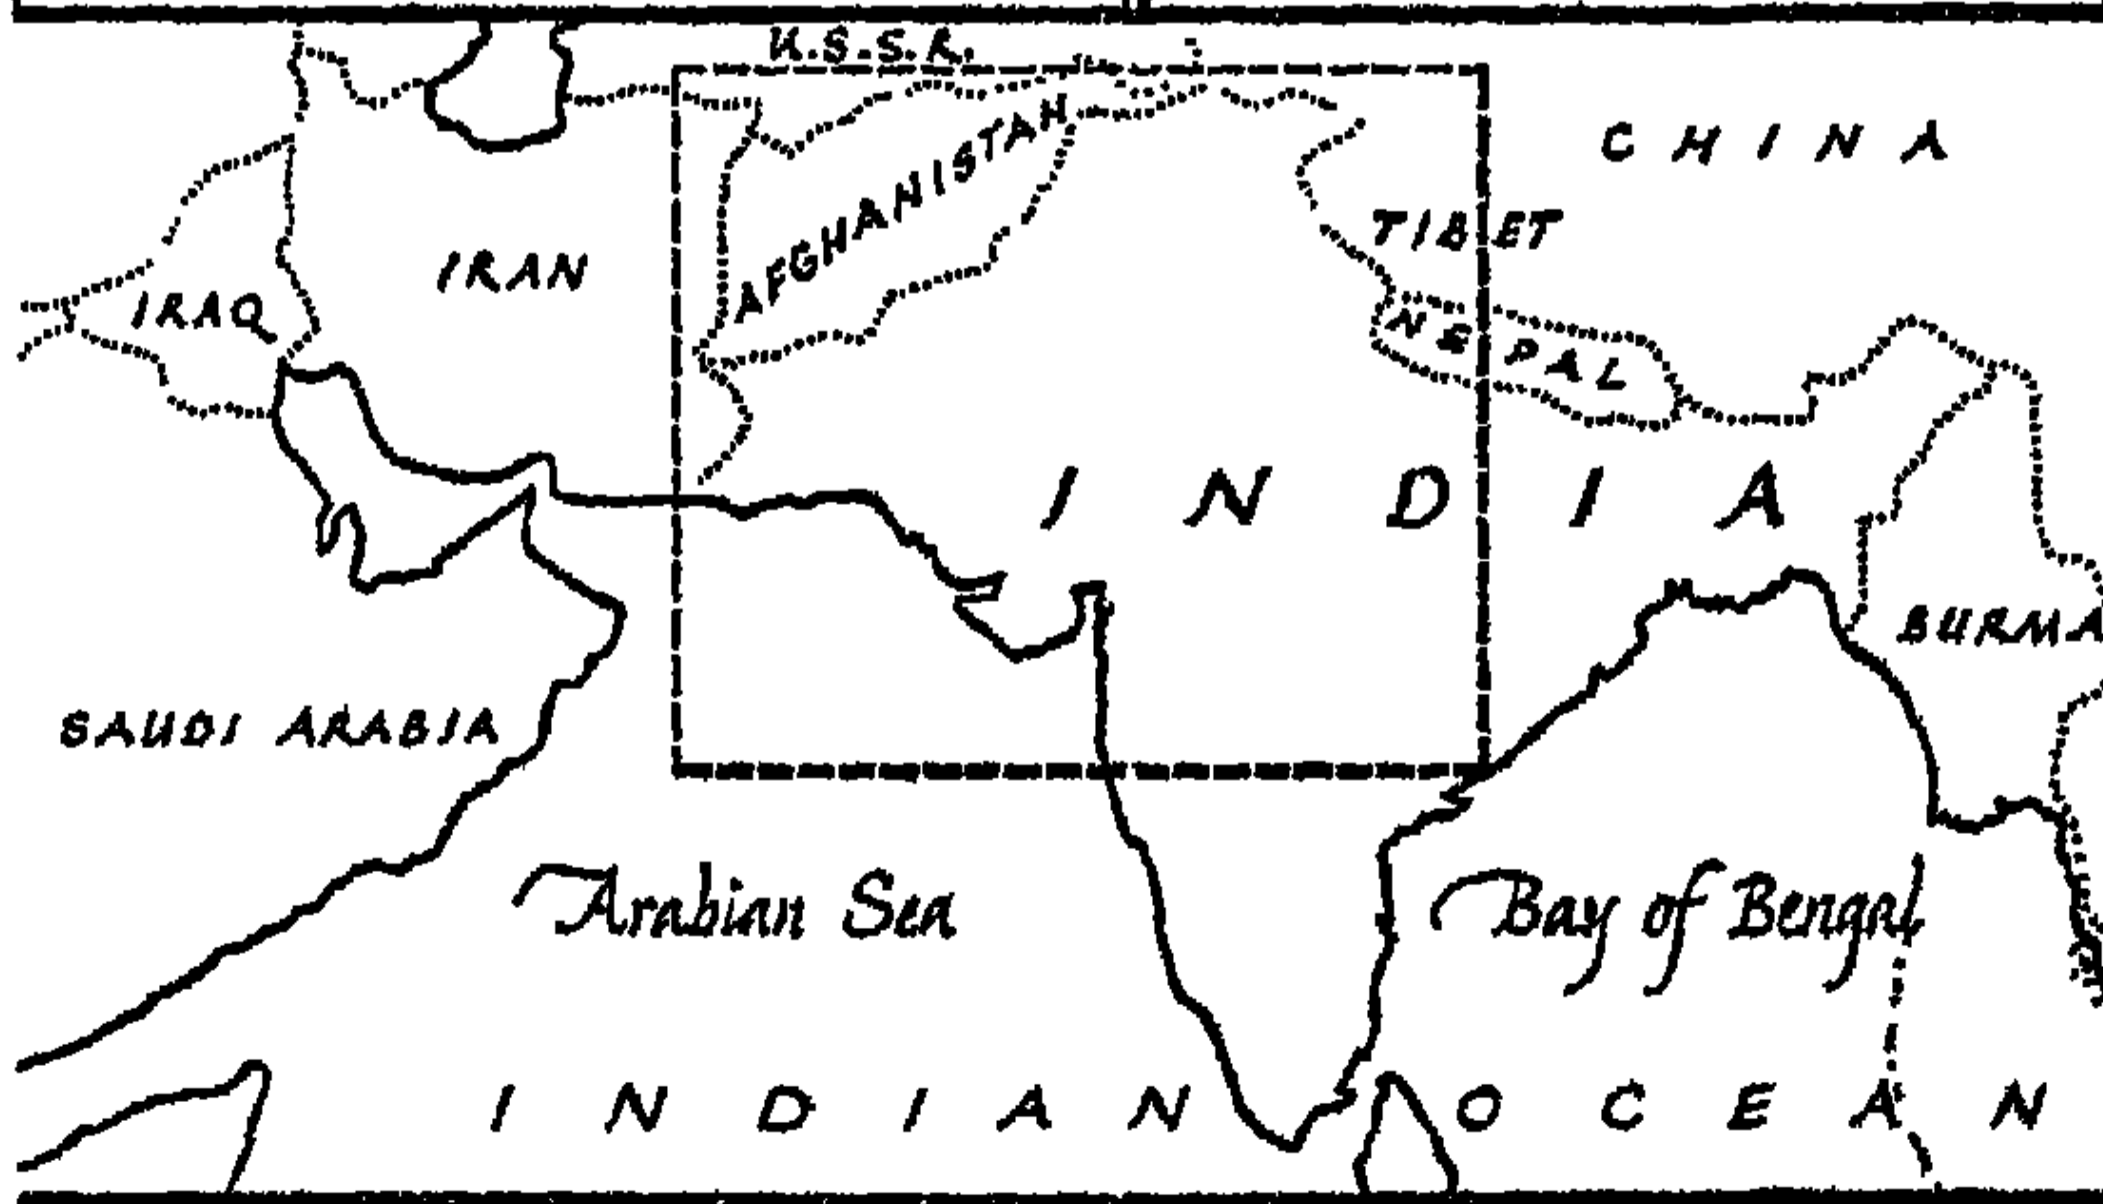 U.S.S.R.
CHINA
AFGHANISTAN
TIBET
IRAN
IRAQ
NEPAL
INDIA
BURMA
SAUDI ARABIA
Arabian Sea
Bay of Bengal
INDIAN OCEAN